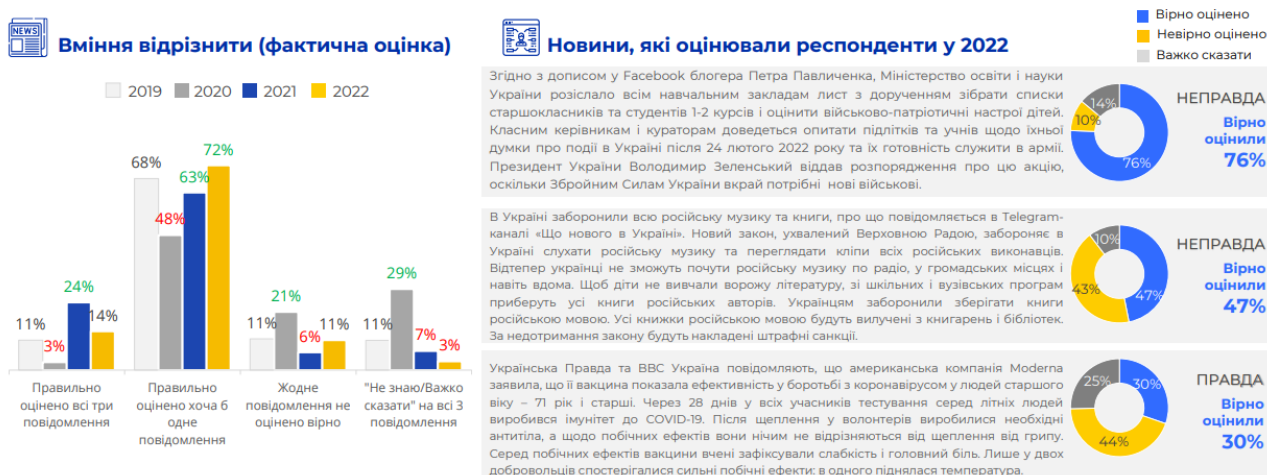 NEWS
Вміння відрізнити (фактична оцінка)
2019 2020 2021 2022
68%
48%
63%
72%
11%
3%
24%
14%
11%
21%
6%
11%
11%
29%
7%
3%
Правильно
оцінено всі три
повідомлення
Правильно
оцінено хоча б
одне
повідомлення
Жодне
повідомлення не
оцінено вірно
"Не знаю/Важко
сказати" на всі 3
повідомлення
Новини, які оцінювали респонденти у 2022
Вірно оцінено
Невірно оцінено
Важко сказати
Згідно з дописом у Facebook блогера Петра Павличенка, Міністерство освіти і науки
України розіслало всім навчальним закладам лист з дорученням зібрати списки
старшокласників та студентів 1-2 курсів і оцінити військово-патріотичні настрої дітей.
Класним керівникам і кураторам доведеться опитати підлітків та учнів щодо їхньої
думки про події в Україні після 24 лютого 2022 року та їх готовність служити в армії.
Президент України Володимир Зеленський віддав розпорядження про цю акцію,
оскільки Збройним Силам України вкрай потрібні нові військові.
14%
10%
76%
НЕПРАВДА
Вірно
оцінили
76%
В Україні заборонили всю російську музику та книги, про що повідомляється в Telegram-
каналі «Що нового в Україні». Новий закон, ухвалений Верховною Радою, забороняє в
Україні слухати російську музику та переглядати кліпи всіх російських виконавців.
Відтепер українці не зможуть почути російську музику по радіо, у громадських місцях і
навіть вдома. Щоб діти не вивчали ворожу літературу, зі шкільних і вузівських програм
приберуть усі книги російських авторів. Українцям заборонили зберігати книги
російською мовою. Усі книжки російською мовою будуть вилучені з книгарень і бібліотек.
За недотримання закону будуть накладені штрафні санкції.
10%
43%
47%
НЕПРАВДА
Вірно
оцінили
47%
Українська Правда та BBC Україна повідомляють, що американська компанія Moderna
заявила, що її вакцина показала ефективність у боротьбі з коронавірусом у людей старшого
віку – 71 рік і старші. Через 28 днів у всіх учасників тестування серед літніх людей
виробився імунітет до COVID-19. Після щеплення у волонтерів виробилися необхідні
антитіла, а щодо побічних ефектів вони нічим не відрізняються від щеплення від грипу.
Серед побічних ефектів вакцини вчені зафіксували слабкість і головний біль. Лише у двох
добровольців спостерігалися сильні побічні ефекти: в одного піднялася температура.
25%
30%
44%
ПРАВДА
Вірно
оцінили
30%